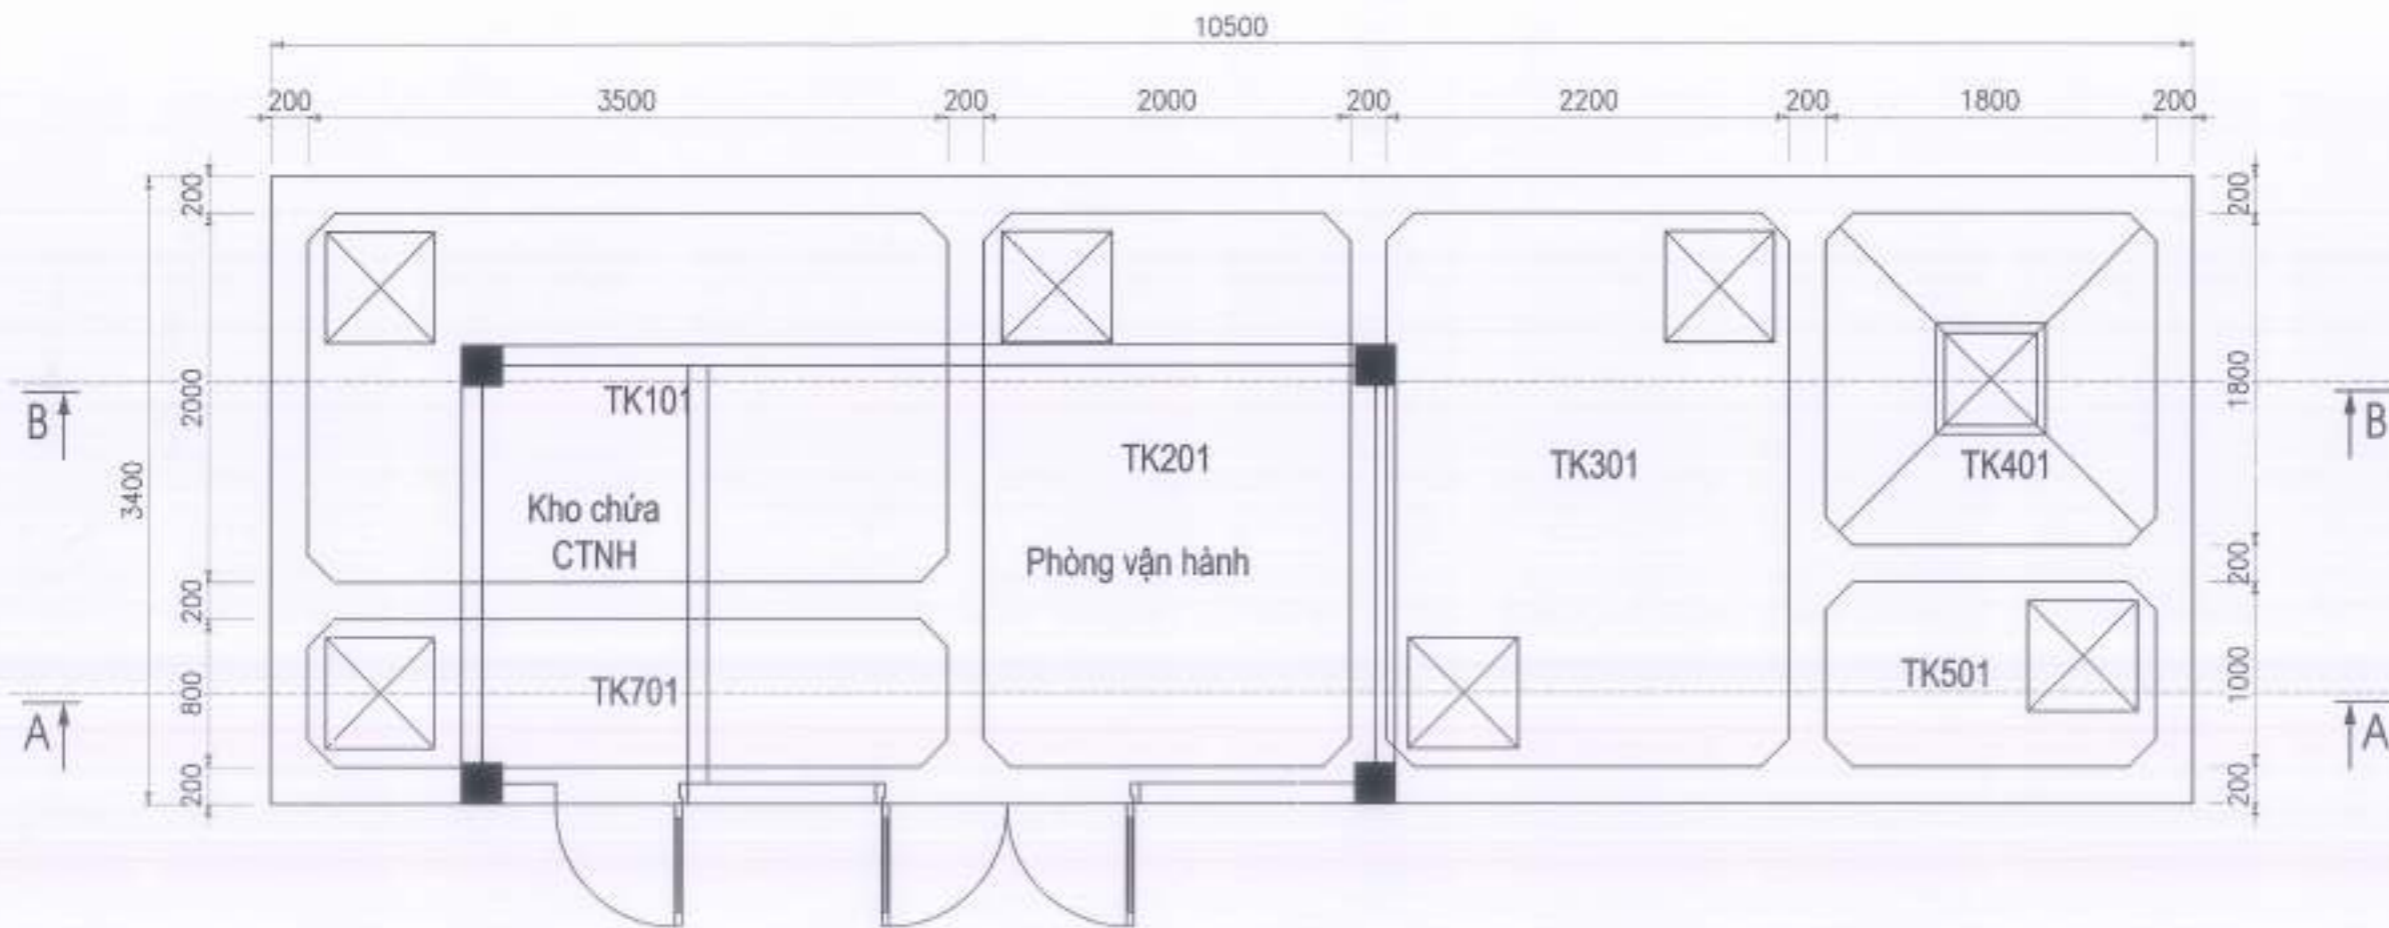 10500
200 3500 200 2000 200 2200 200 1800 200
200
200
TK101
2000
1800
B
B
TK201
TK301
TK401
3400
Kho chứa
CTNH
Phòng vận hành
200
200
TK501
TK701
800
1000
A
A
200
200